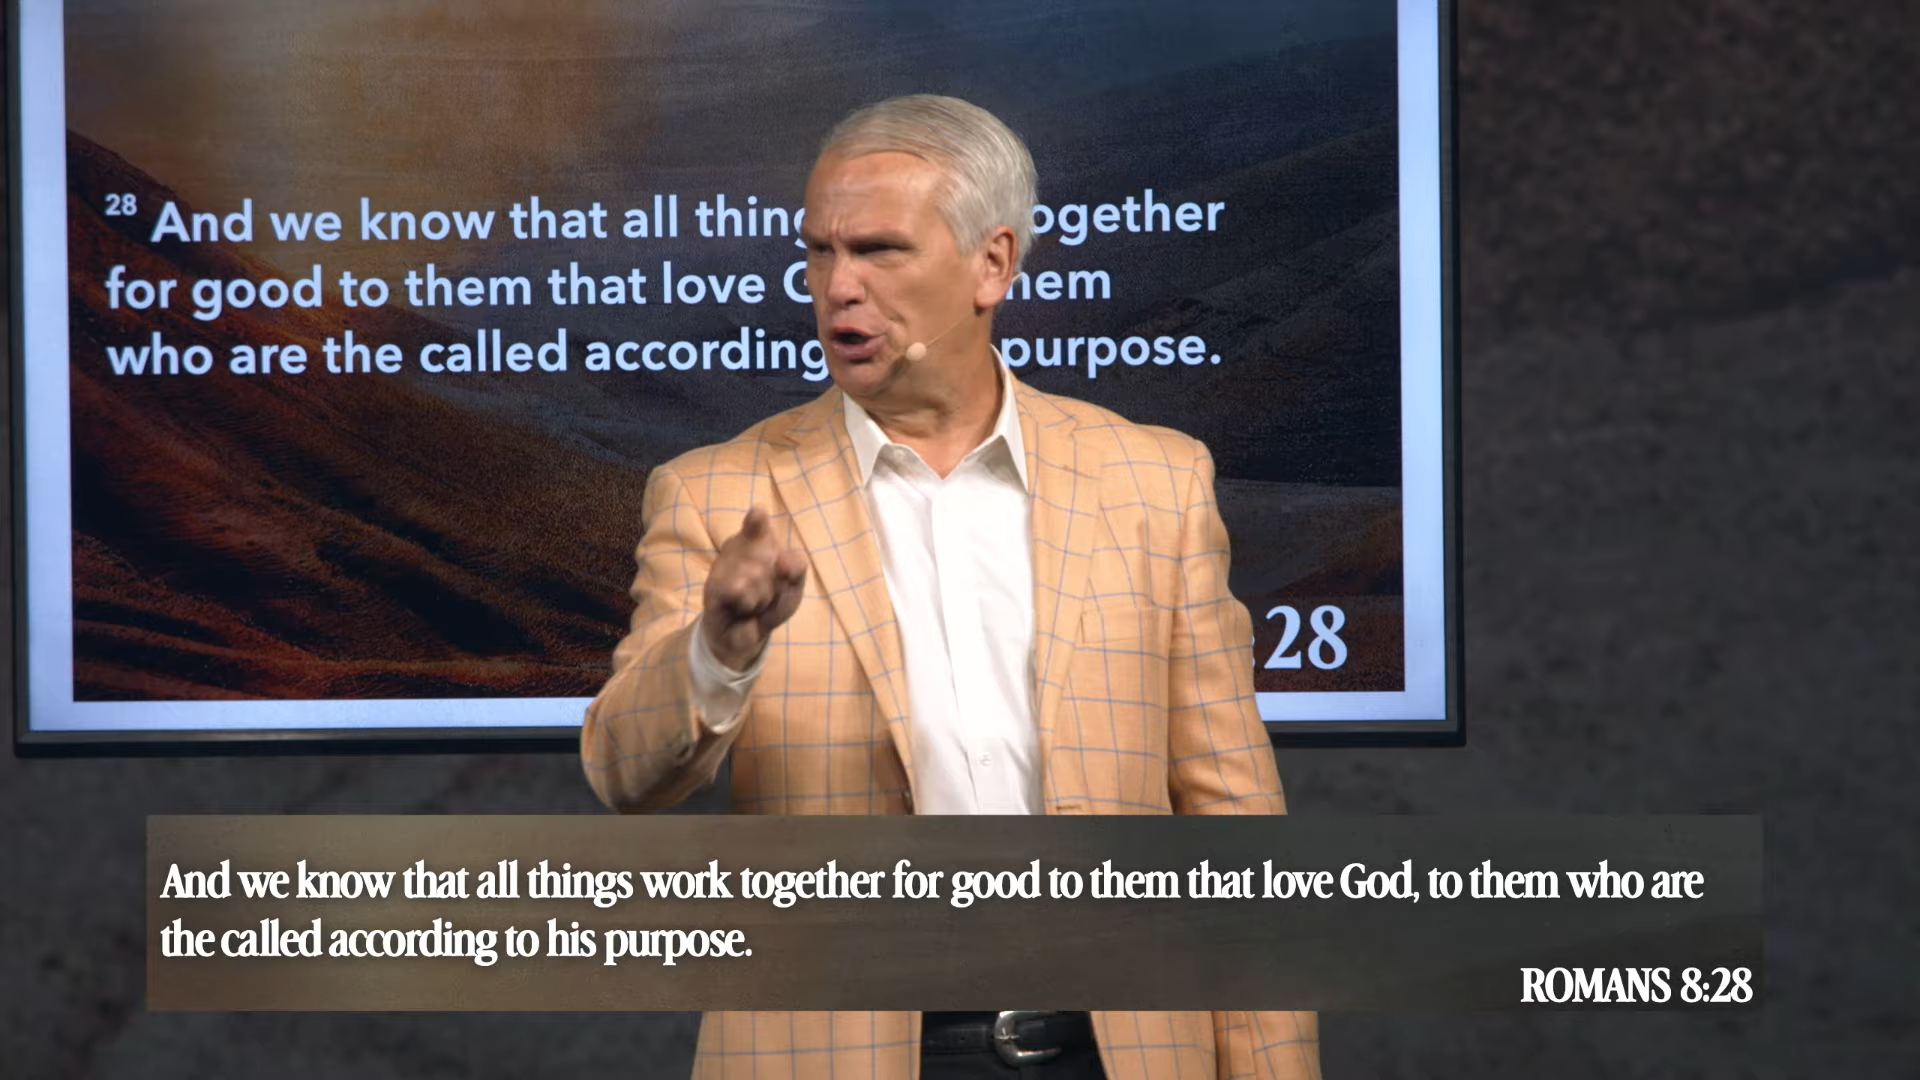 28 And we know that all thing ogether
for good to them that love G hem
who are the called according purpose.
:28
And we know that all things work together for good to them that love God, to them who are
the called according to his purpose.
ROMANS 8:28